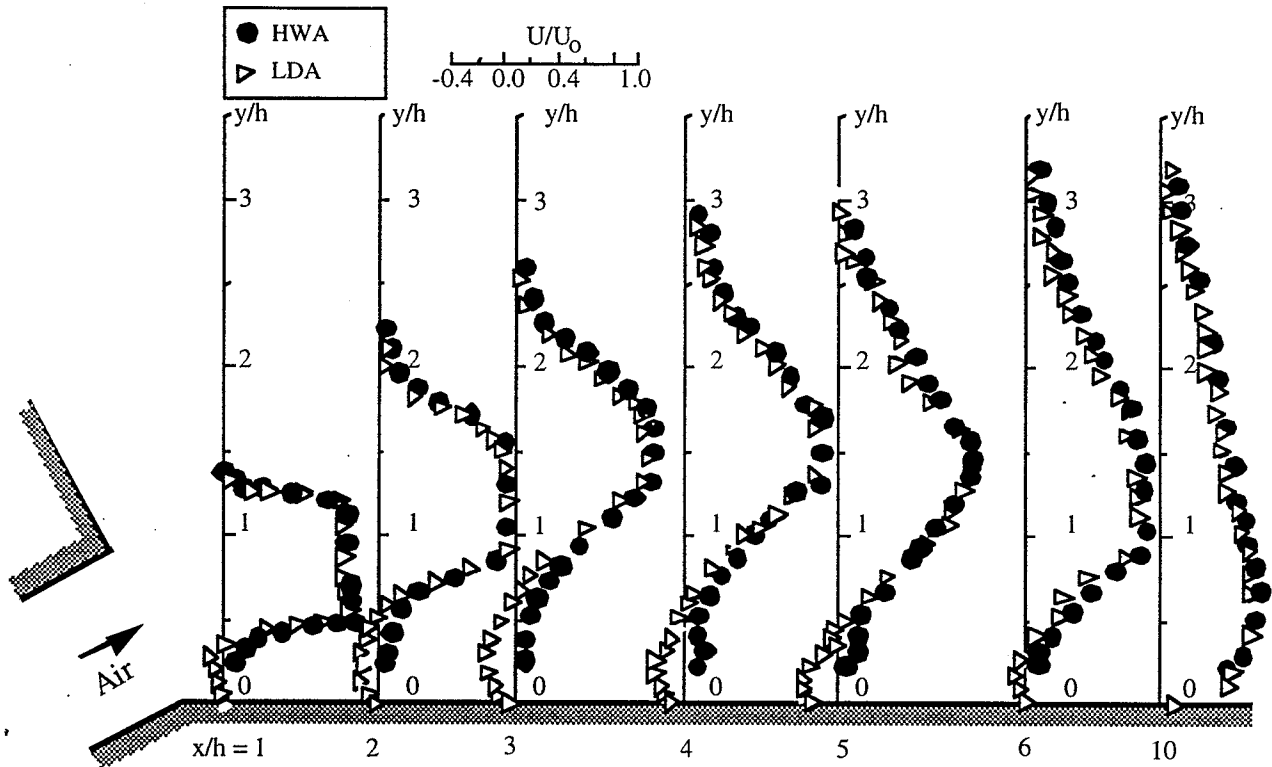 HWA
LDA
U/Uo
-0.4 0.0 0.4 1.0
y/h y/h y/h y/h y/h y/h y/h
3 3 3 3 3 3 3
2 2 2 2 2 2 2
1 1 1 1 1 1 1
0 0 0 0 0 0 0
Air
x/h = 1 2 3 4 5 6 10